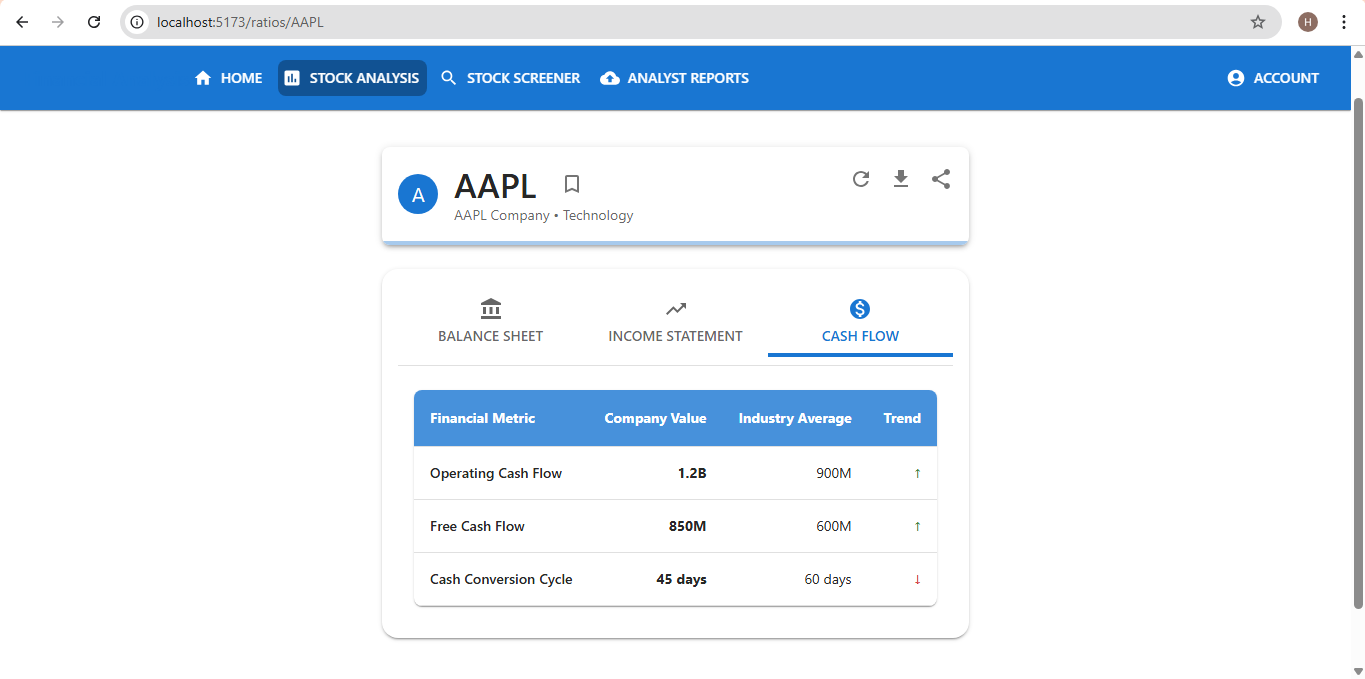 localhost:5173/ratios/AAPL
H
HOME STOCK ANALYSIS STOCK SCREENER ANALYST REPORTS ACCOUNT
A
AAPL
AAPL Company • Technology
BALANCE SHEET INCOME STATEMENT CASH FLOW
Financial Metric Company Value Industry Average Trend
Operating Cash Flow 1.2B 900M ↑
Free Cash Flow 850M 600M ↑
Cash Conversion Cycle 45 days 60 days ↓